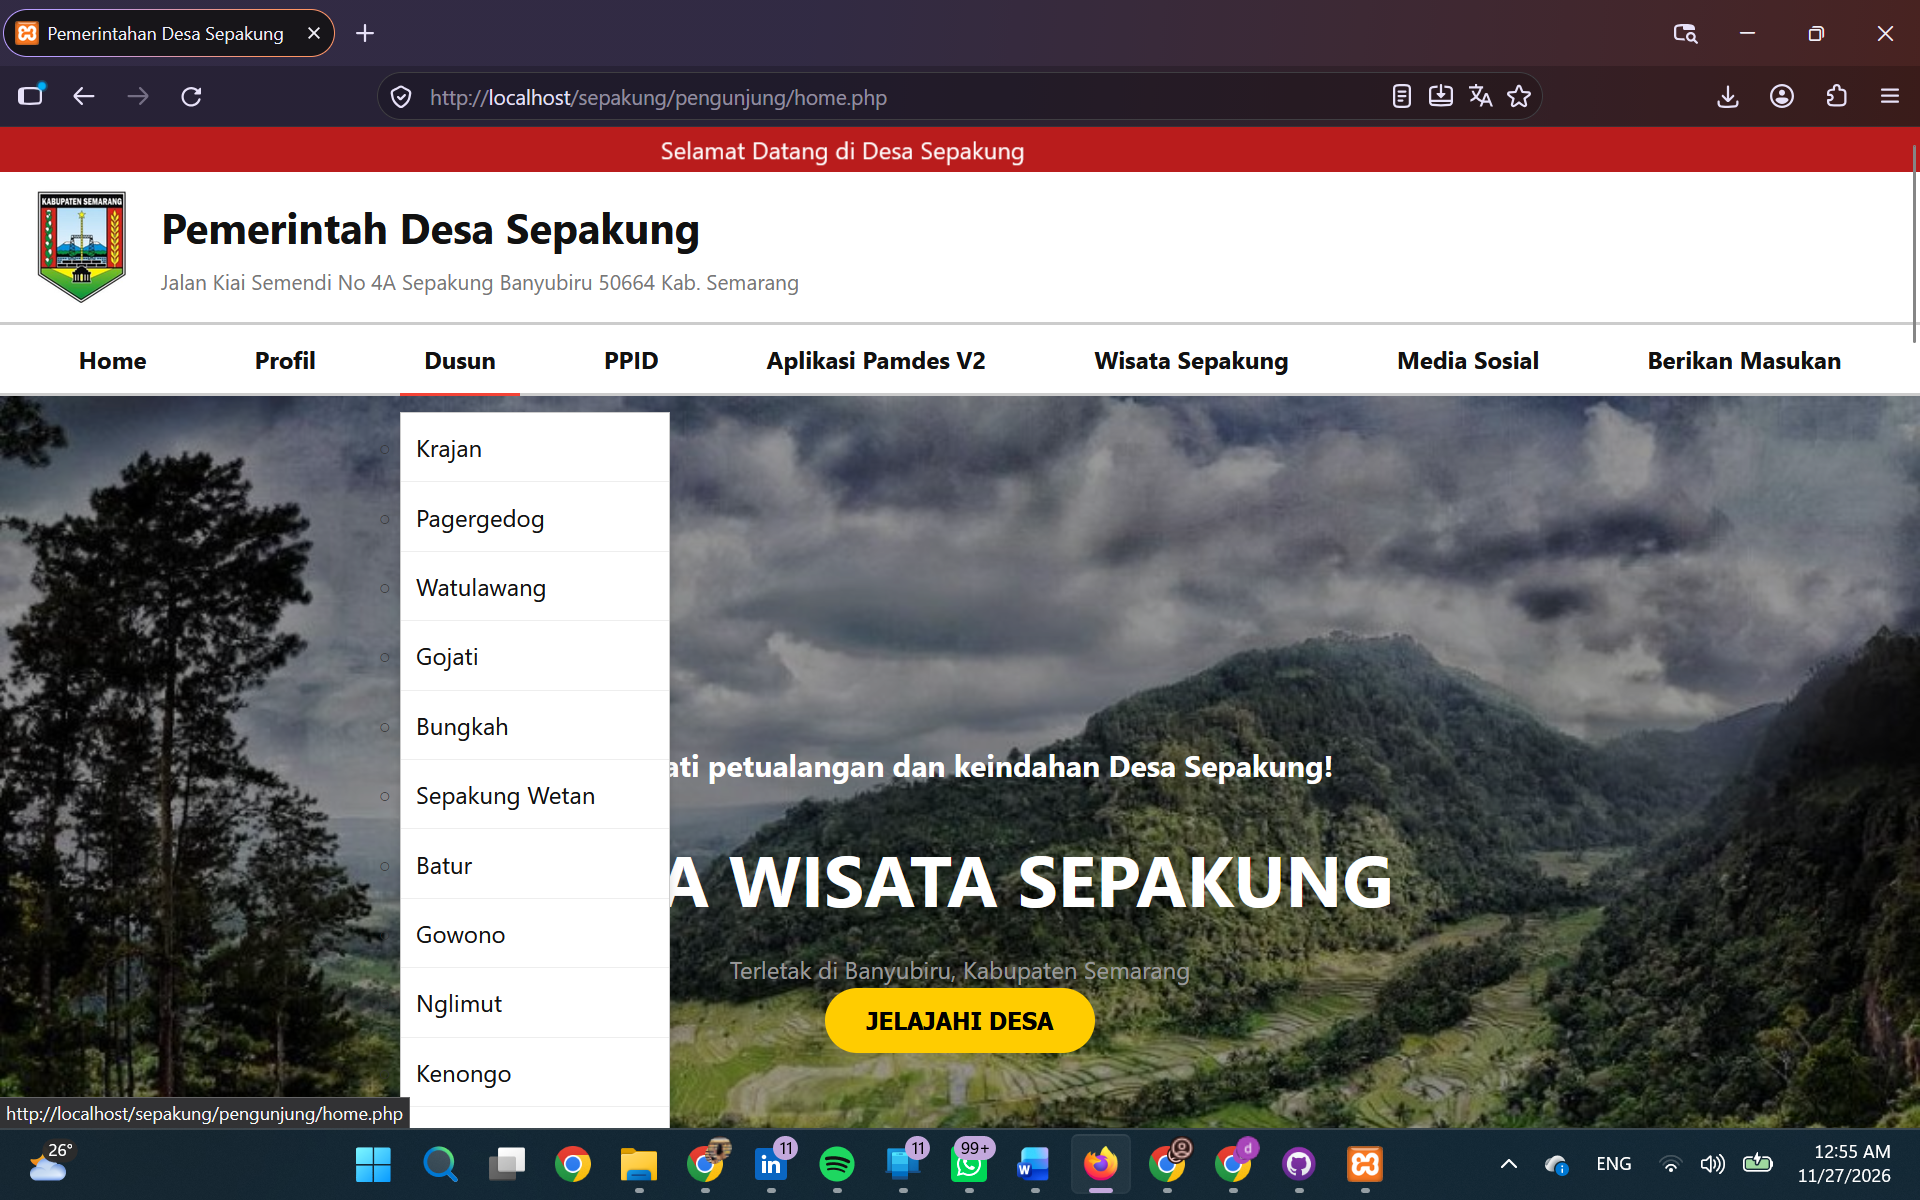 Pemerintahan Desa Sepakung
http://localhost/sepakung/pengunjung/home.php
Selamat Datang di Desa Sepakung
KABUPATEN SEMARANG
Pemerintah Desa Sepakung
Jalan Kiai Semendi No 4A Sepakung Banyubiru 50664 Kab. Semarang
Home Profil Dusun PPID Aplikasi Pamdes V2 Wisata Sepakung Media Sosial Berikan Masukan
Krajan
Pagergedog
Watulawang
Gojati
Bungkah
Sepakung Wetan
Batur
Gowono
Nglimut
Kenongo
ati petualangan dan keindahan Desa Sepakung!
A WISATA SEPAKUNG
Terletak di Banyubiru, Kabupaten Semarang
JELAJAHI DESA
http://localhost/sepakung/pengunjung/home.php
26°
11
11
99+
d
ENG
12:55 AM
11/27/2026